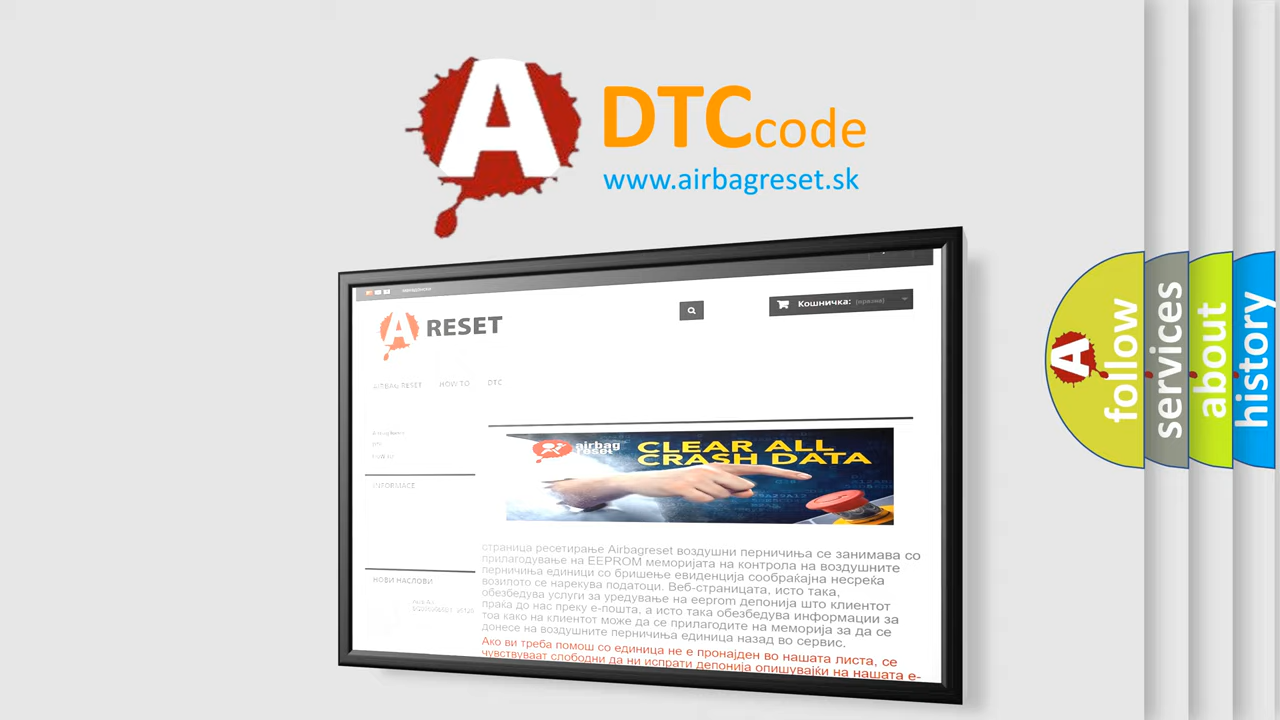 A
DTCcode
www.airbagreset.sk
A RESET
Кошничка: (празни)
AIRBAG RESET HOW TO DTC
airbag
reset
CLEAR ALL
CRASH DATA
INFORMACE
НОВИ НАСЛОВИ
страница ресетирање Airbagreset воздушни перничиња се занимава со
прилагодување на EEPROM меморијата на контрола на воздушните
перничиња единици со бришење евиденција сообраќајна несреќа
возилото се нарекува податоци. Веб-страницата, исто така,
обезбедува услуги за уредување на eeprom депонија што клиентот
праќа до нас преку е-пошта, а исто така обезбедува информации за
тоа како на клиентот може да се прилагодите на меморија за да се
донесе на воздушните перничиња единица назад во сервис.
Ако ви треба помош со единица не е пронајден во нашата листа, се
чувствуваат слободни да ни испрати депонија опишувајќи на нашата е-
A follow
services
about
history